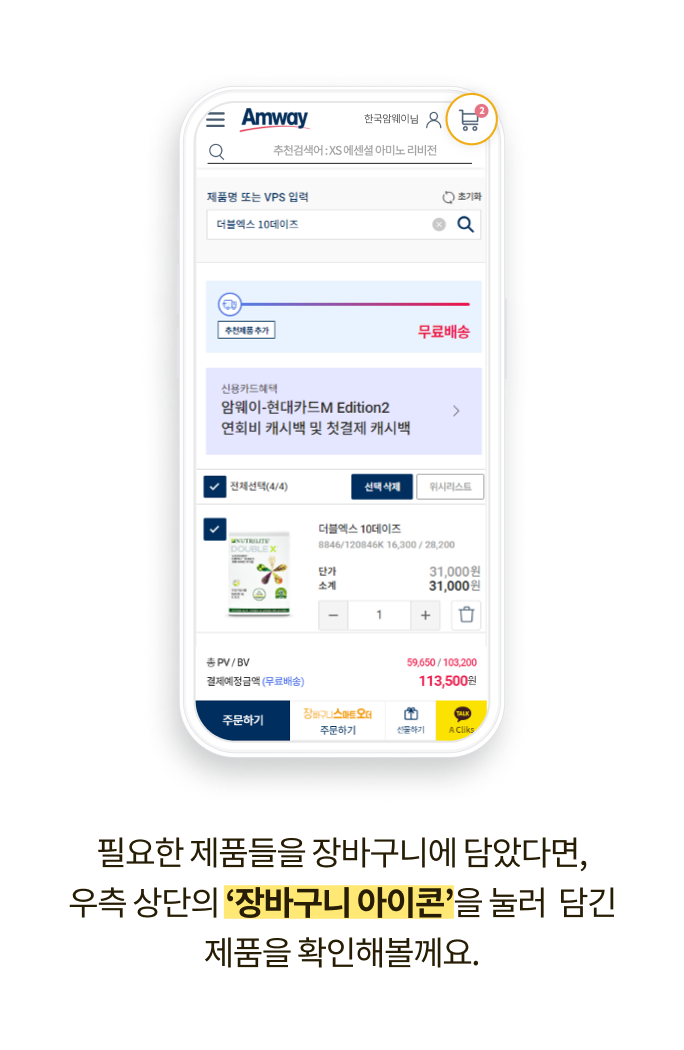 Amway
한국암웨이님
2
추천검색어 : XS 에센셜 아미노 리비전
제품명 또는 VPS 입력
초기화
더블엑스 10데이즈
추천제품 추가
무료배송
신용카드혜택
암웨이-현대카드M Edition2
연회비 캐시백 및 첫결제 캐시백
전체선택(4/4)
선택 삭제
위시리스트
더블엑스 10데이즈
8846/120846K 16,300 / 28,200
NUTRILITE
DOUBLE X
단가
31,000원
소계
31,000원
1
총 PV / BV
59,650 / 103,200
결제예정금액 (무료배송)
113,500원
주문하기
장바구니스마트오더
주문하기
선물하기
TALK
A Cliks
필요한 제품들을 장바구니에 담았다면,
우측 상단의 ‘장바구니 아이콘’을 눌러 담긴
제품을 확인해볼께요.